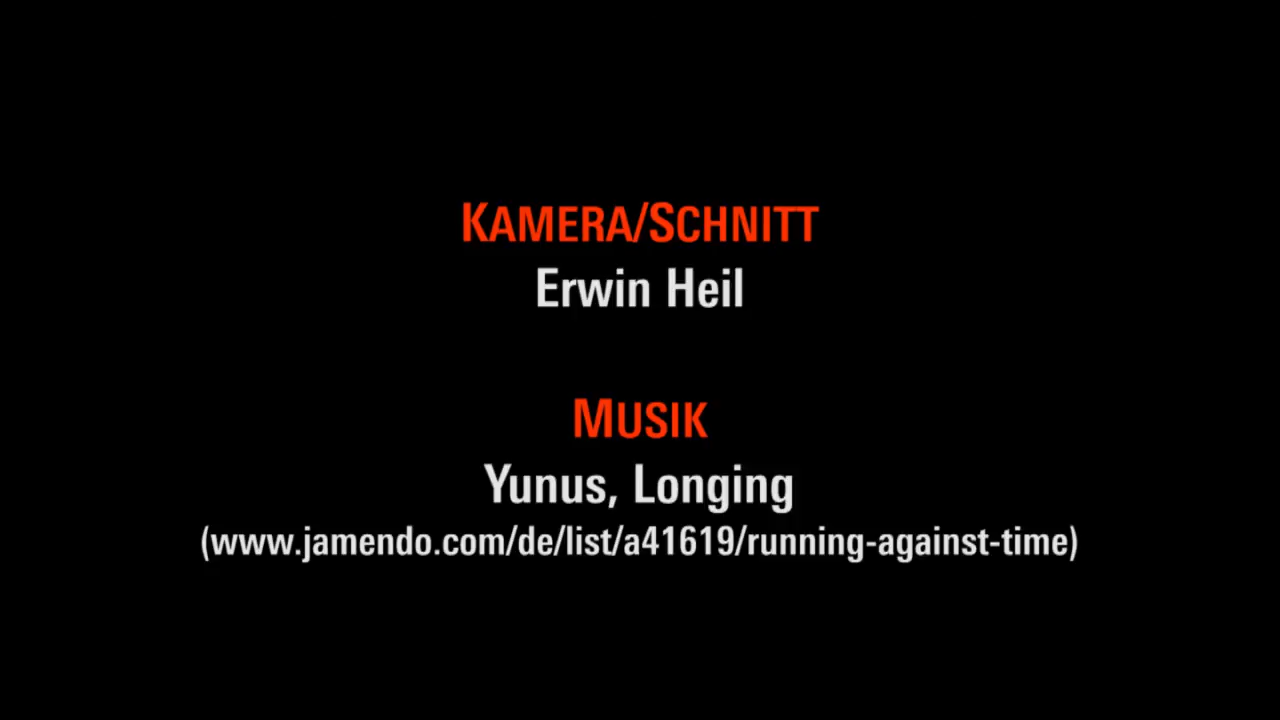 KAMERA/SCHNITT
Erwin Heil
MUSIK
Yunus, Longing
(www.jamendo.com/de/list/a41619/running-against-time)